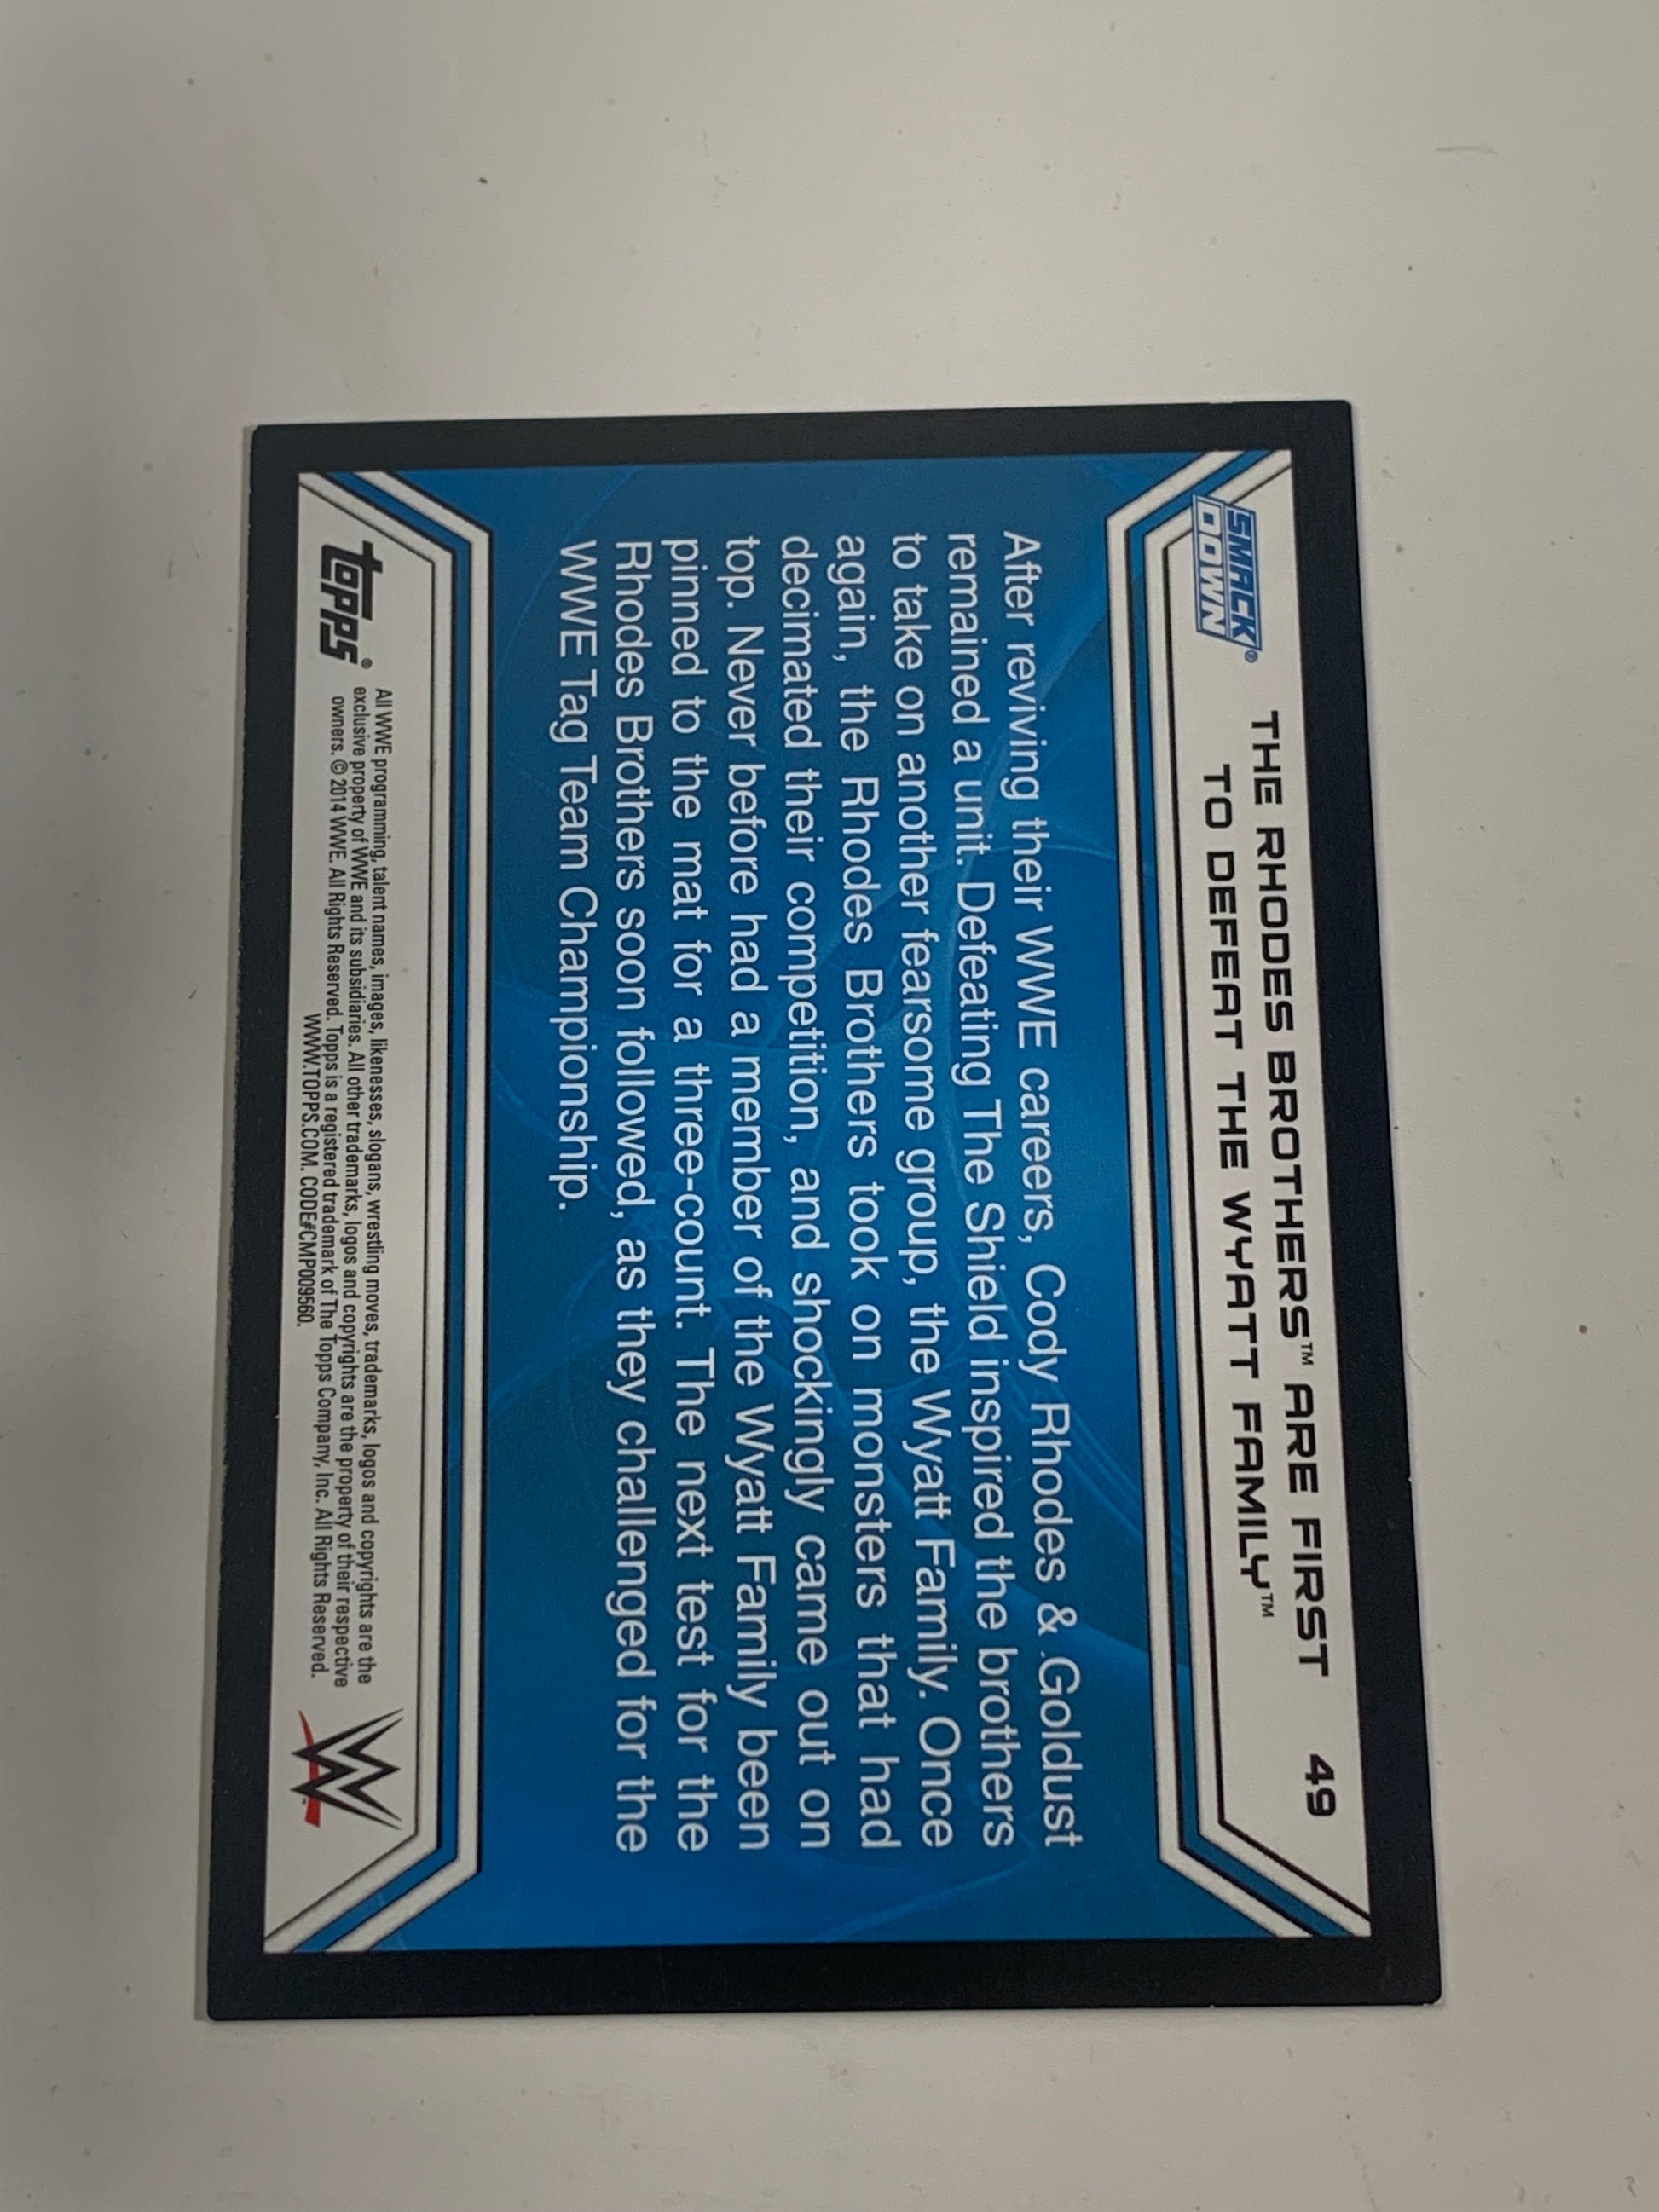 SMACK
DOWN®
THE RHODES BROTHERS™ ARE FIRST
TO DEFEAT THE WYATT FAMILY™
49
After reviving their WWE careers, Cody Rhodes & Goldust
remained a unit. Defeating The Shield inspired the brothers
to take on another fearsome group, the Wyatt Family. Once
again, the Rhodes Brothers took on monsters that had
decimated their competition, and shockingly came out on
top. Never before had a member of the Wyatt Family been
pinned to the mat for a three-count. The next test for the
Rhodes Brothers soon followed, as they challenged for the
WWE Tag Team Championship.
topps®
All WWE programming, talent names, images, likenesses, slogans, wrestling moves, trademarks, logos and copyrights are the
exclusive property of WWE and its subsidiaries. All other trademarks, logos and copyrights are the property of their respective
owners. © 2014 WWE. All Rights Reserved. Topps is a registered trademark of The Topps Company, Inc. All Rights Reserved.
WWW.TOPPS.COM. CODE#CMP009560.
W